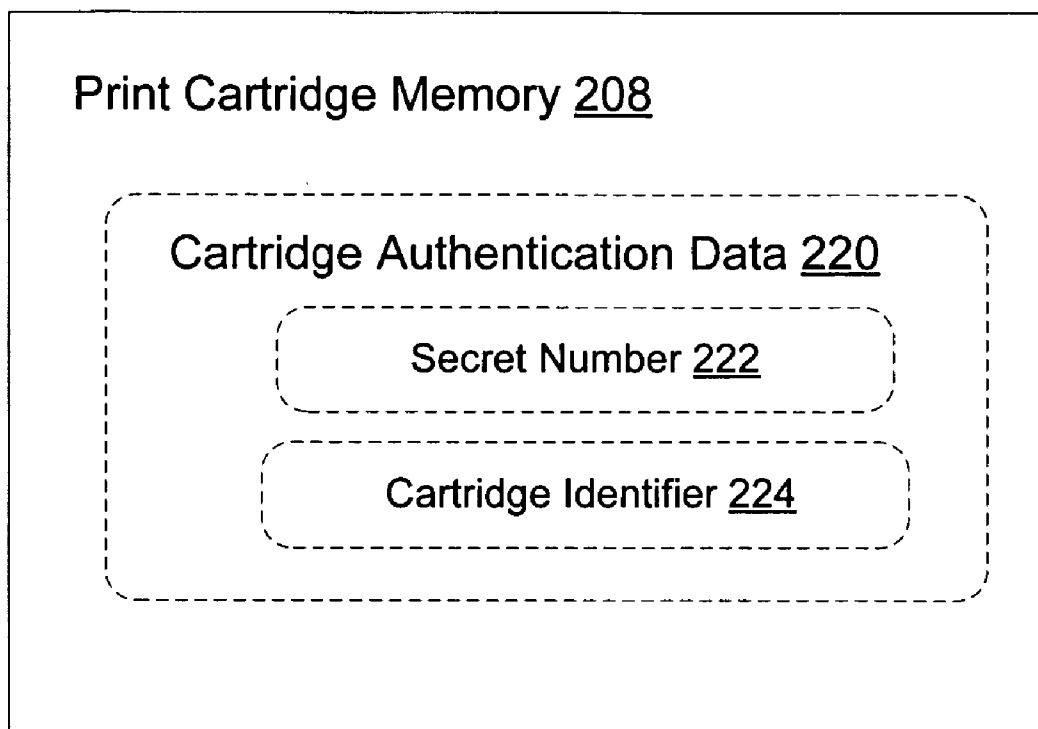 Print Cartridge Memory 208
Cartridge Authentication Data 220
Secret Number 222
Cartridge Identifier 224